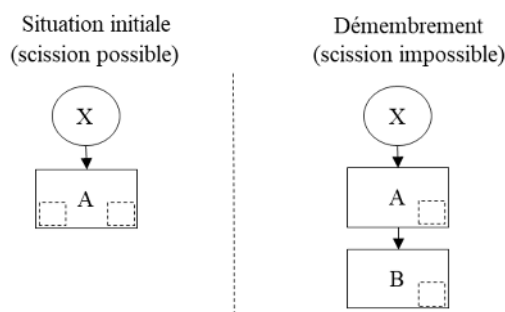 Situation initiale
(scission possible)
X
A
Démembrement
(scission impossible)
X
A
B